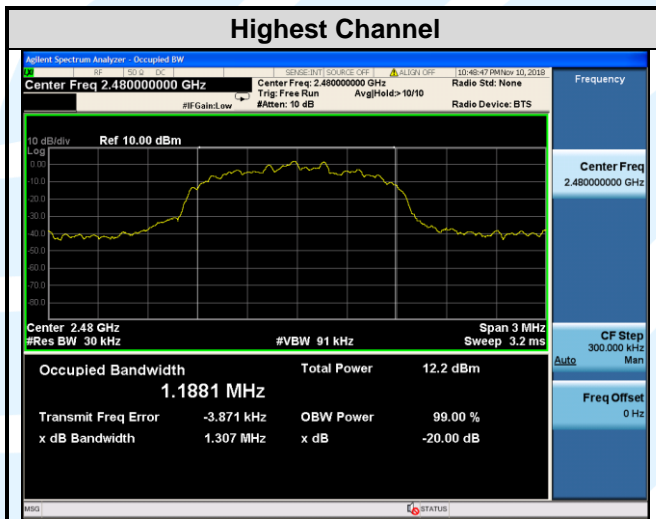 Highest Channel
Agilent Spectrum Analyzer - Occupied BW
RF 50 Ω DC SENSE:INT SOURCE OFF ALIGN OFF 10:48:47 PM Nov 10, 2018
Center Freq 2.480000000 GHz Center Freq: 2.480000000 GHz Radio Std: None Frequency
Trig: Free Run Avg|Hold:> 10/10
#IFGain:Low #Atten: 10 dB Radio Device: BTS
10 dB/div Ref 10.00 dBm
Log
0.00
-10.0
-20.0
-30.0
-40.0
-50.0
-60.0
-70.0
-80.0
Center Freq
2.480000000 GHz
Center 2.48 GHz Span 3 MHz
#Res BW 30 kHz #VBW 91 kHz Sweep 3.2 ms
CF Step
300.000 kHz
Auto Man
Occupied Bandwidth Total Power 12.2 dBm
1.1881 MHz
Freq Offset
0 Hz
Transmit Freq Error -3.871 kHz OBW Power 99.00 %
x dB Bandwidth 1.307 MHz x dB -20.00 dB
MSG STATUS